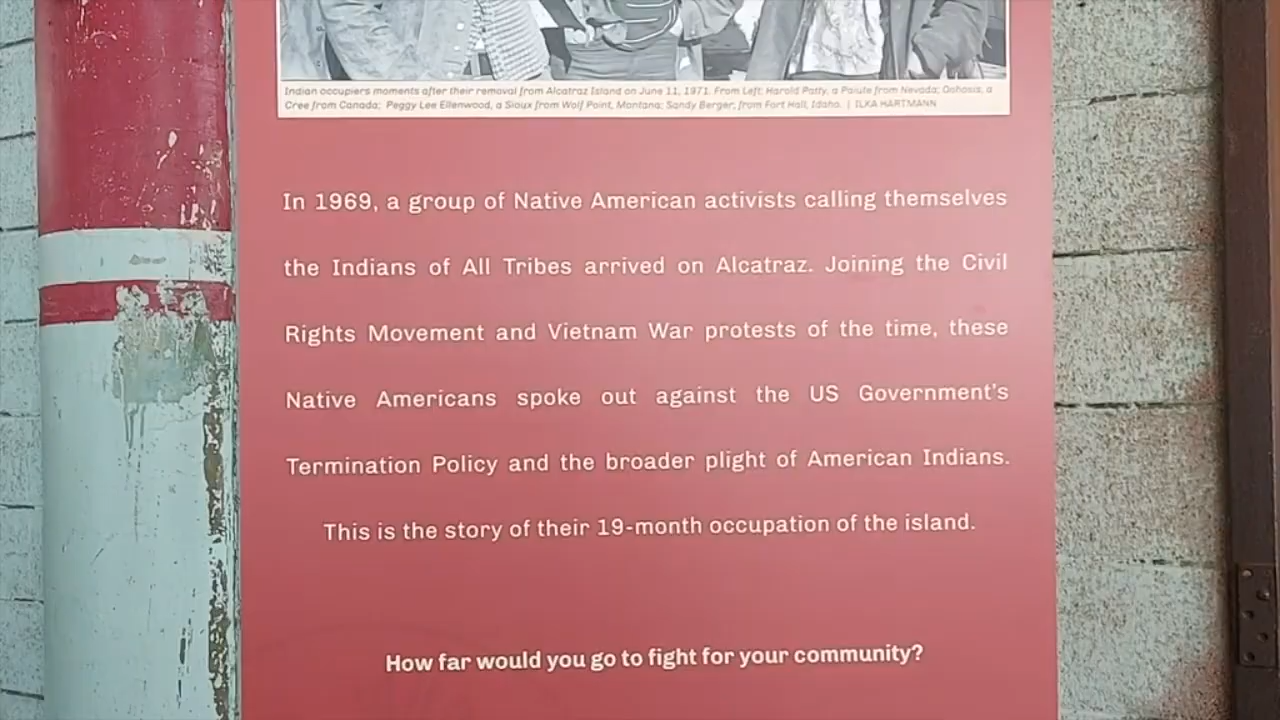 Indian occupiers moments after their removal from Alcatraz Island on June 11, 1971. From Left: Harold Patty, a Paiute from Nevada; Oohosis, a
Cree from Canada; Peggy Lee Ellenwood, a Sioux from Wolf Point, Montana; Sandy Berger, from Fort Hall, Idaho. | ILKA HARTMANN
In 1969, a group of Native American activists calling themselves
the Indians of All Tribes arrived on Alcatraz. Joining the Civil
Rights Movement and Vietnam War protests of the time, these
Native Americans spoke out against the US Government's
Termination Policy and the broader plight of American Indians.
This is the story of their 19-month occupation of the island.
How far would you go to fight for your community?